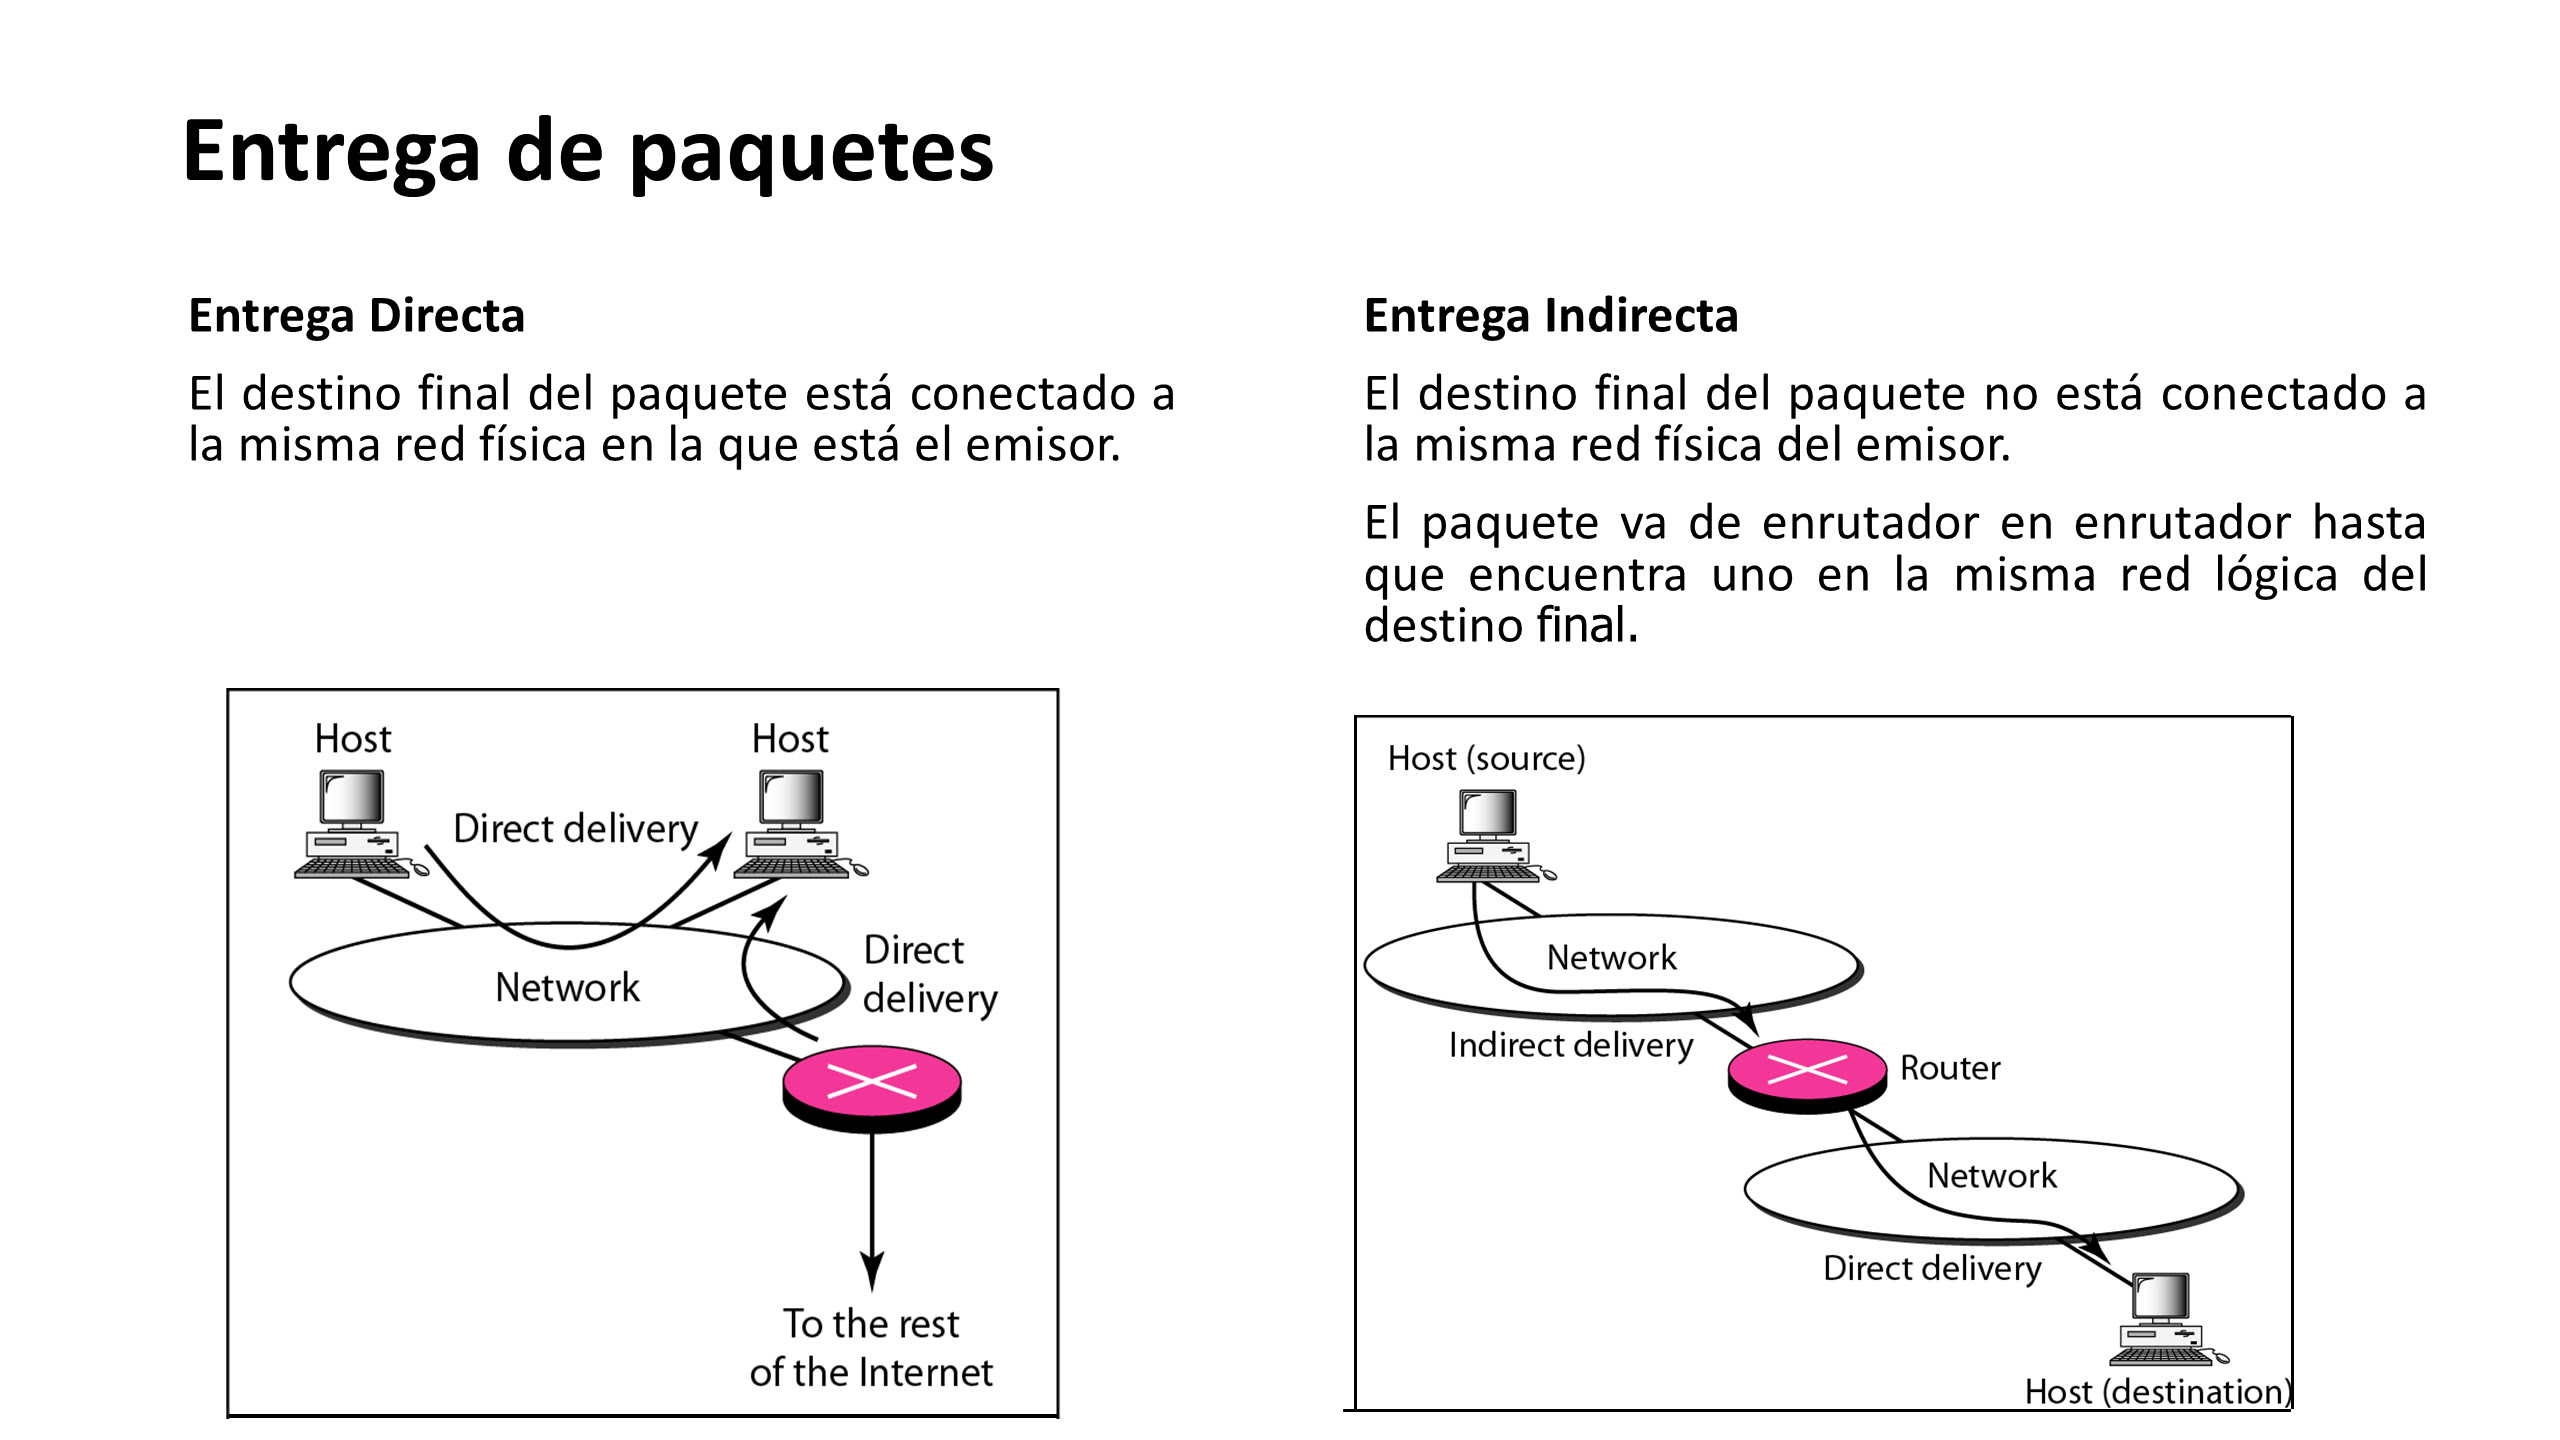 Entrega de paquetes
Entrega Directa
El destino final del paquete está conectado a
la misma red física en la que está el emisor.
Entrega Indirecta
El destino final del paquete no está conectado a
la misma red física del emisor.
El paquete va de enrutador en enrutador hasta
que encuentra uno en la misma red lógica del
destino final.
Host
Host
Direct delivery
Network
Direct
delivery
To the rest
of the Internet
Host (source)
Network
Indirect delivery
Router
Network
Direct delivery
Host (destination)